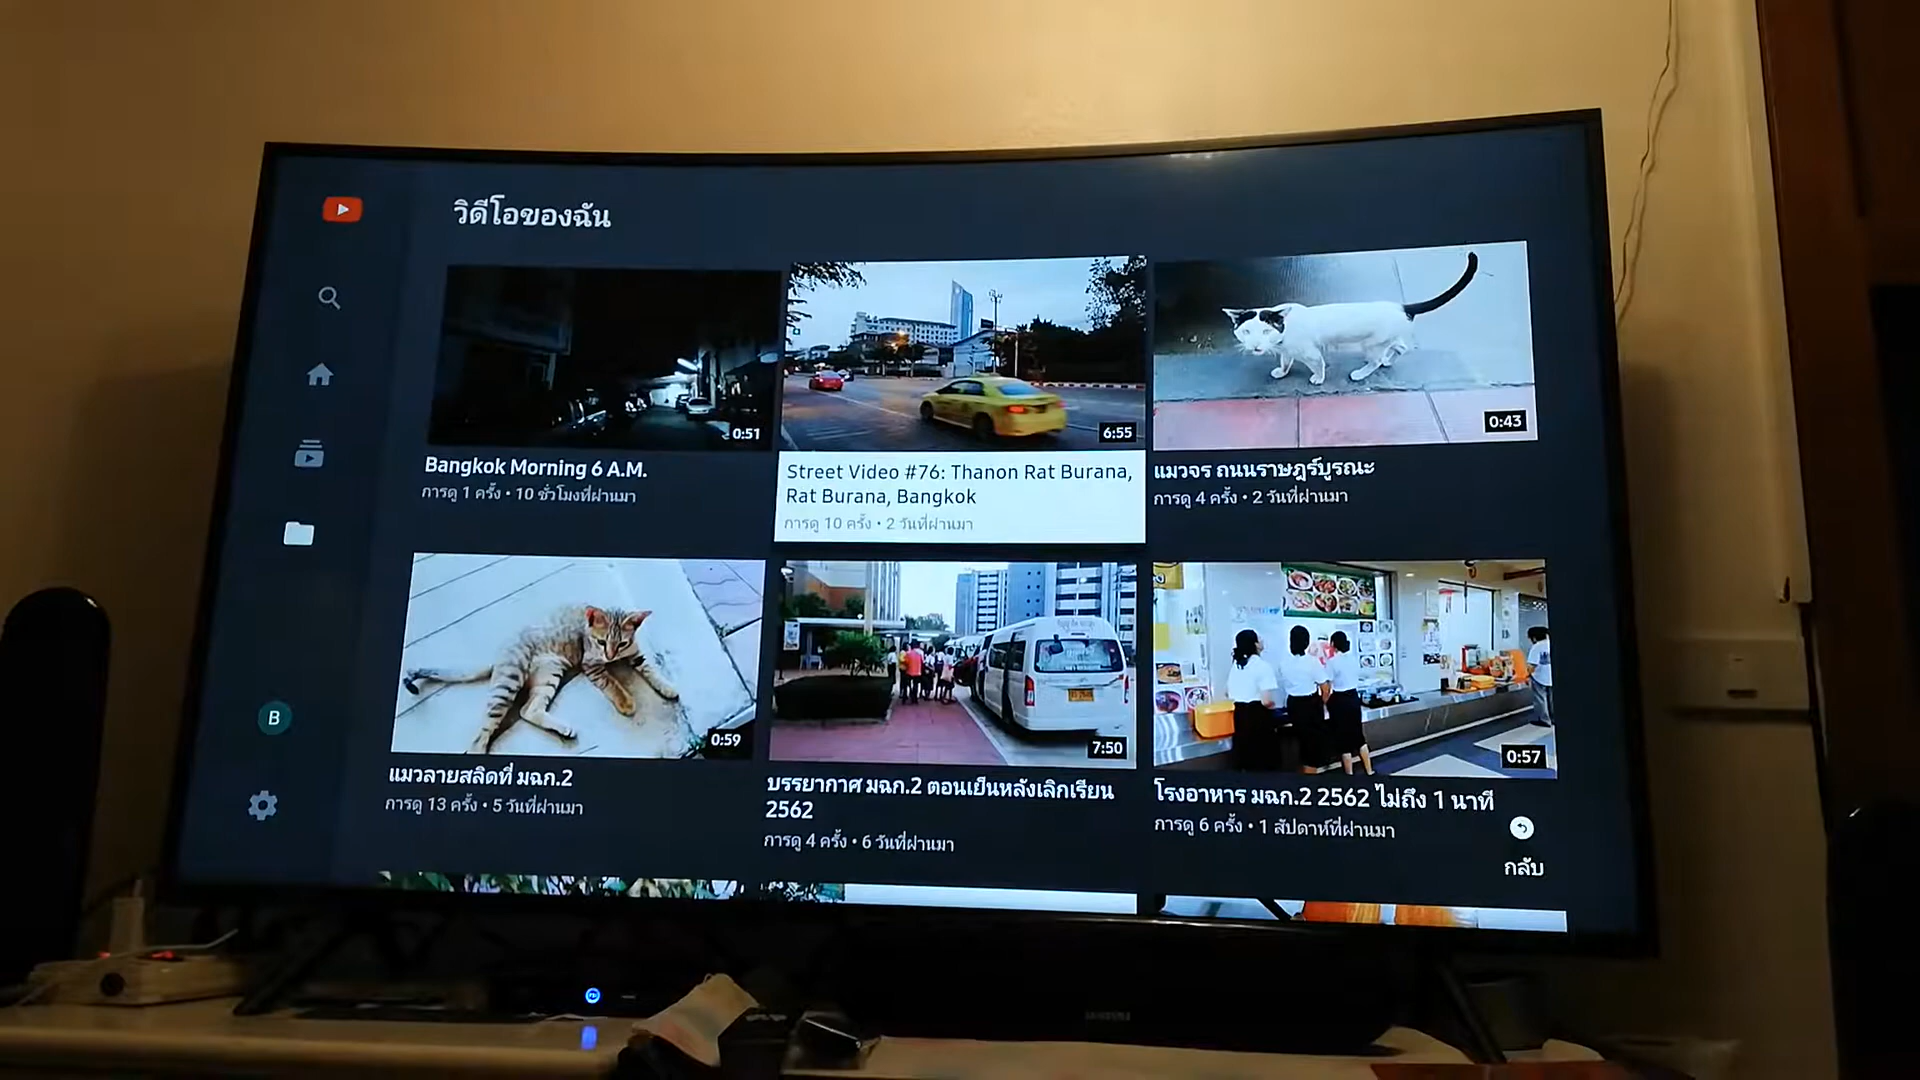 วิดีโอของฉัน
0:51
6:55
0:43
Bangkok Morning 6 A.M.
การดู 1 ครั้ง • 10 ชั่วโมงที่ผ่านมา
Street Video #76: Thanon Rat Burana,
Rat Burana, Bangkok
การดู 10 ครั้ง • 2 วันที่ผ่านมา
แมวจร ถนนราษฎร์บูรณะ
การดู 4 ครั้ง • 2 วันที่ผ่านมา
0:59
7:50
0:57
B
แมวลายสลิดที่ มฉก.2
การดู 13 ครั้ง • 5 วันที่ผ่านมา
บรรยากาศ มฉก.2 ตอนเย็นหลังเลิกเรียน
2562
การดู 4 ครั้ง • 6 วันที่ผ่านมา
โรงอาหาร มฉก.2 2562 ไม่ถึง 1 นาที
การดู 6 ครั้ง • 1 สัปดาห์ที่ผ่านมา
กลับ
SAMSUNG